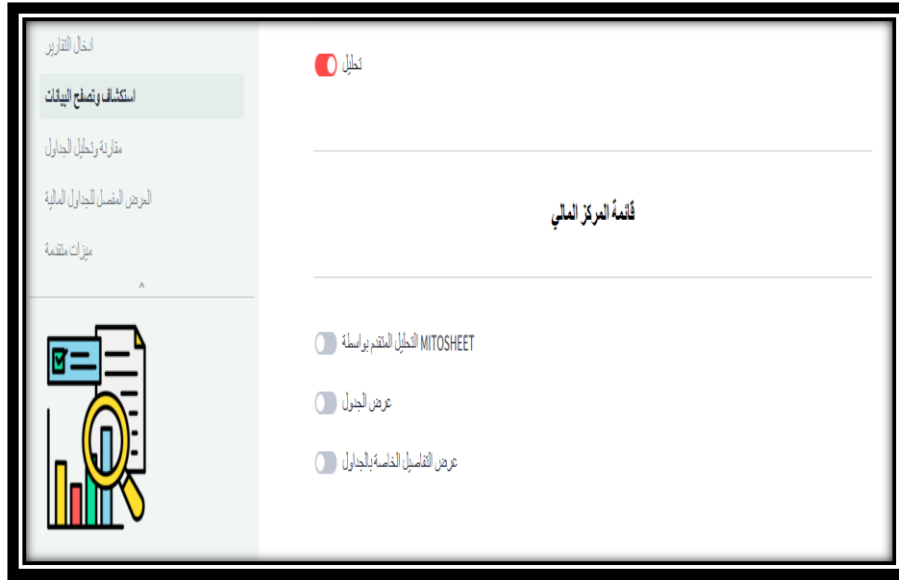 ادخال التقارير
استكشاف وتصفح البيانات
مقارنة وتحليل الجداول
العرض المفصل للجداول المالية
ميزات متقدمة
تحليل
قائمة المركز المالي
MITOSHEET التحليل المتقدم بواسطة
عرض الجدول
عرض التفاصيل الخاصة بالجداول